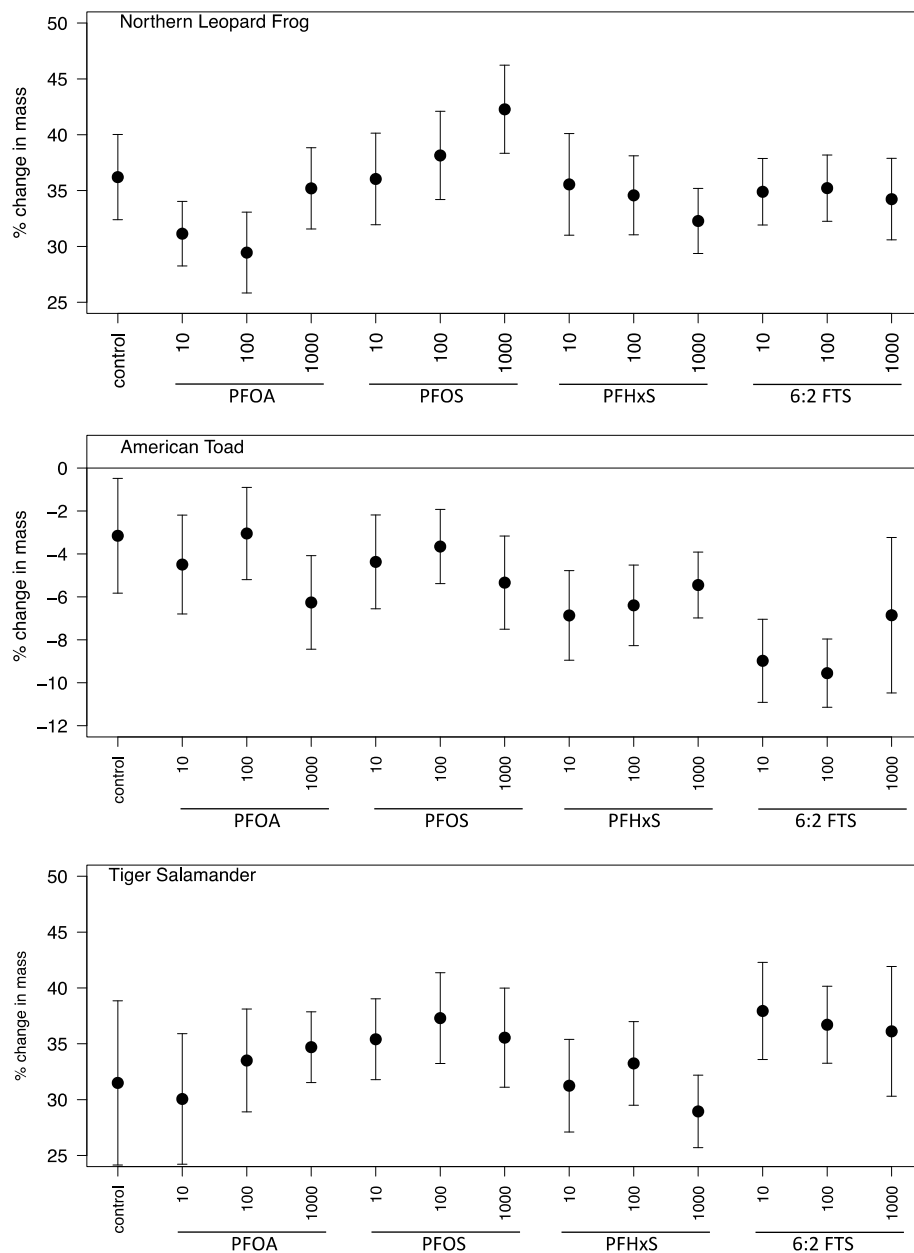 Northern Leopard Frog
% change in mass
50
45
40
35
30
25
control 10 100 1000 10 100 1000 10 100 1000 10 100 1000
PFOA PFOS PFHxS 6:2 FTS
American Toad
% change in mass
0
−2
−4
−6
−8
−10
−12
control 10 100 1000 10 100 1000 10 100 1000 10 100 1000
PFOA PFOS PFHxS 6:2 FTS
Tiger Salamander
% change in mass
50
45
40
35
30
25
control 10 100 1000 10 100 1000 10 100 1000 10 100 1000
PFOA PFOS PFHxS 6:2 FTS